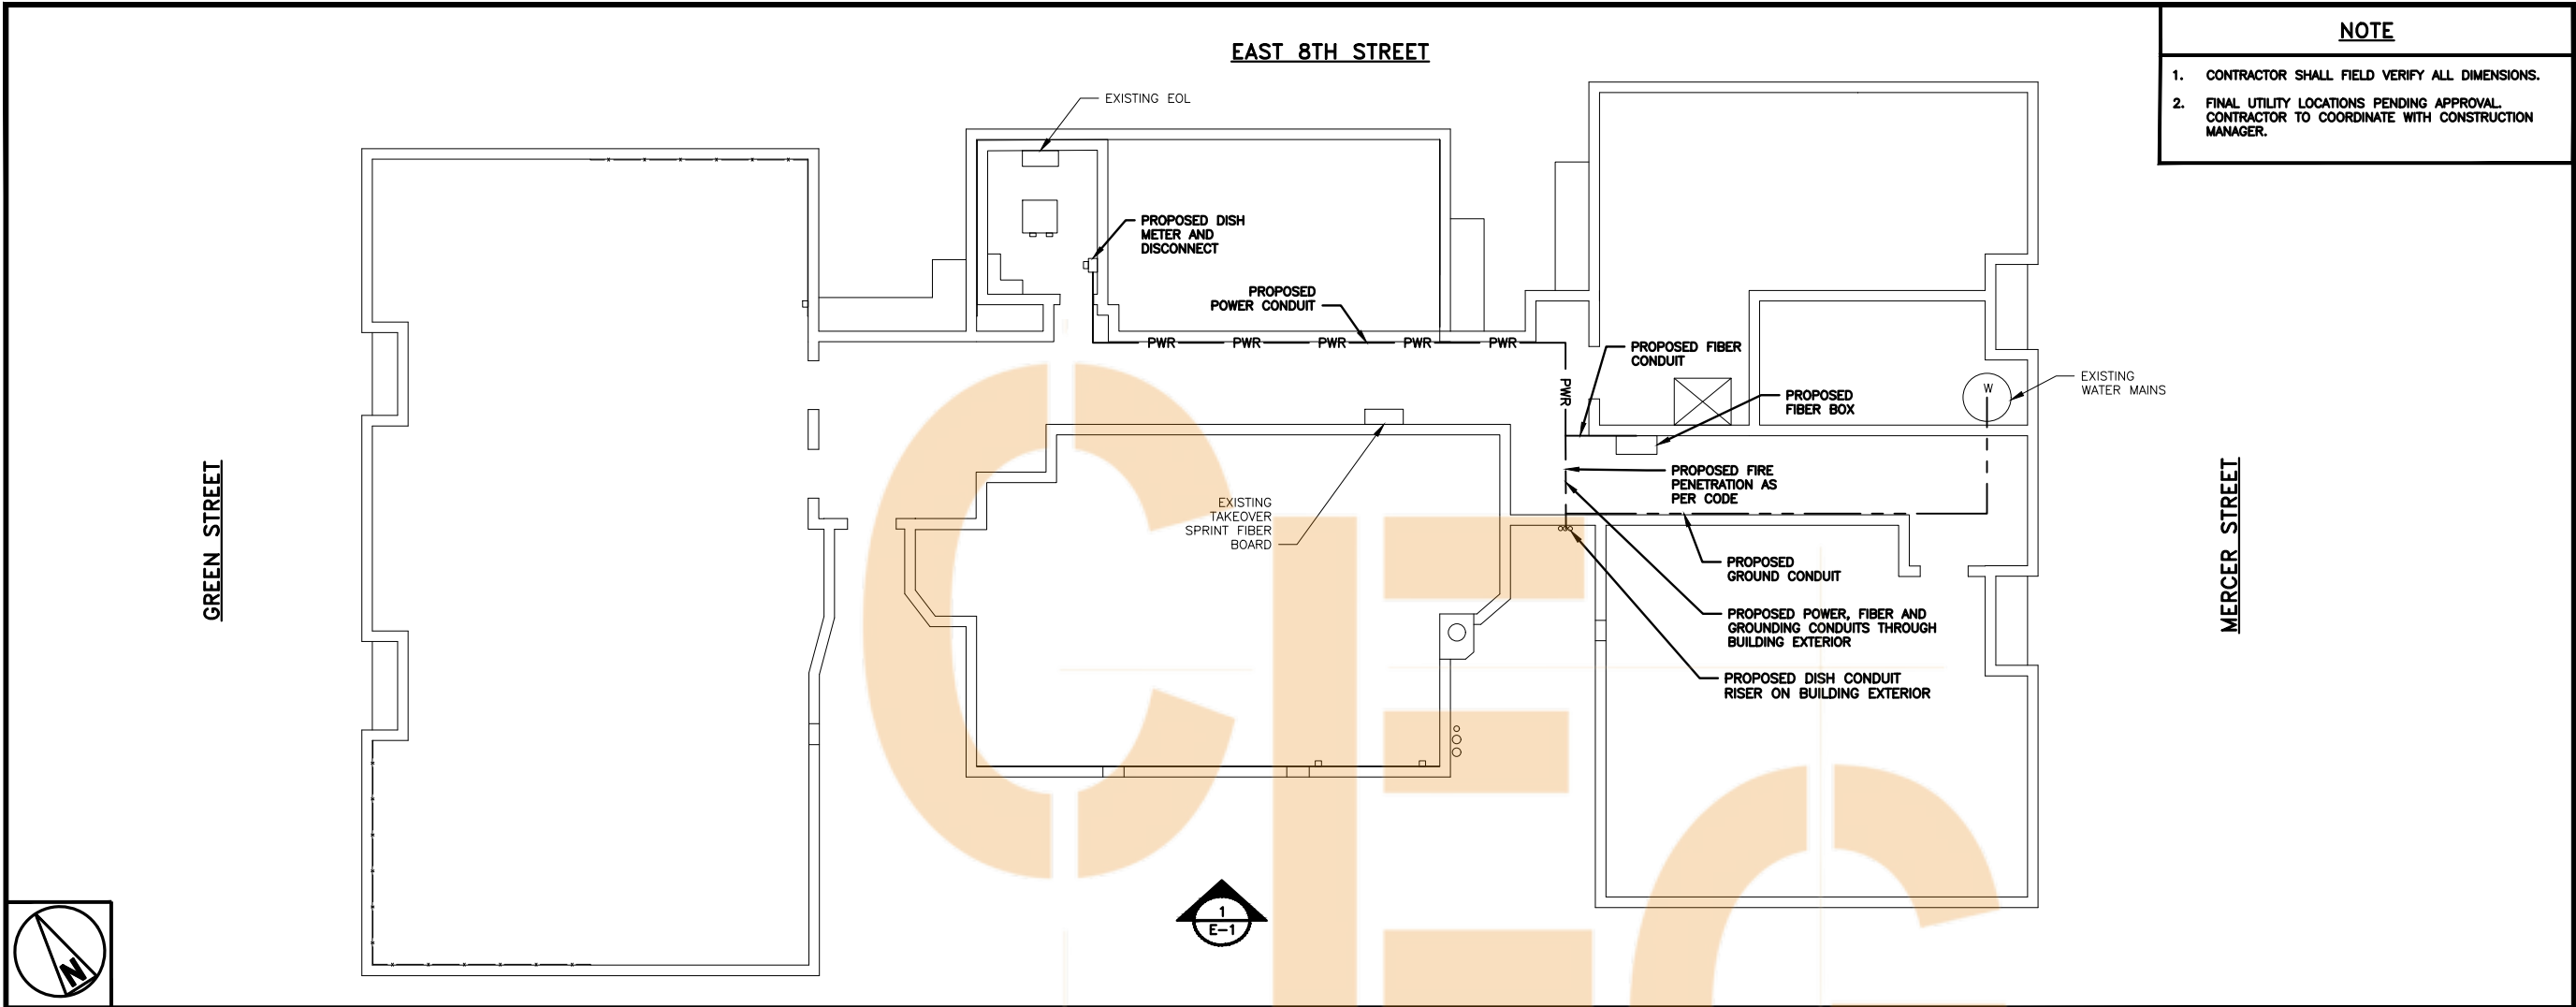 EAST 8TH STREET
NOTE
1. CONTRACTOR SHALL FIELD VERIFY ALL DIMENSIONS.
2. FINAL UTILITY LOCATIONS PENDING APPROVAL.
CONTRACTOR TO COORDINATE WITH CONSTRUCTION
MANAGER.
EXISTING EOL
PROPOSED DISH
METER AND
DISCONNECT
PROPOSED
POWER CONDUIT
PWR PWR PWR PWR PWR
PWR
PROPOSED FIBER
CONDUIT
PROPOSED
FIBER BOX
W
EXISTING
WATER MAINS
GREEN STREET
MERCER STREET
EXISTING
TAKEOVER
SPRINT FIBER
BOARD
PROPOSED FIRE
PENETRATION AS
PER CODE
PROPOSED
GROUND CONDUIT
PROPOSED POWER, FIBER AND
GROUNDING CONDUITS THROUGH
BUILDING EXTERIOR
PROPOSED DISH CONDUIT
RISER ON BUILDING EXTERIOR
1
E-1
N
CEC